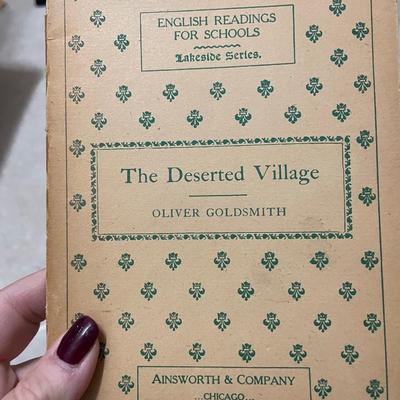 ENGLISH READINGS
FOR SCHOOLS
Lakeside Series.
The Deserted Village
OLIVER GOLDSMITH
AINSWORTH & COMPANY
...CHICAGO...